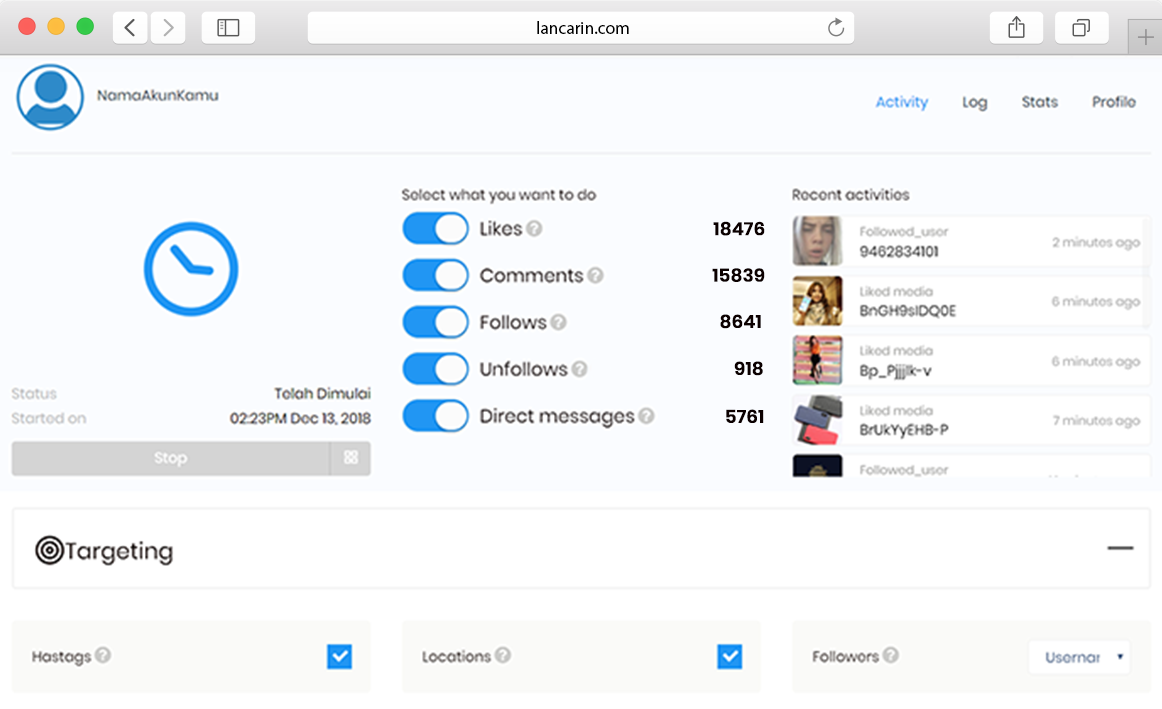 lancarin.com
NamaAkunKamu
Activity
Log
Stats
Profile
Status
Telah Dimulai
Started on
02:23PM Dec 13, 2018
Stop
Select what you want to do
Likes ?
18476
Comments ?
15839
Follows ?
8641
Unfollows ?
918
Direct messages ?
5761
Recent activities
Followed_user
9462834101
2 minutes ago
Liked media
BnGH9sIDQ0E
6 minutes ago
Liked media
Bp_Pjjjlk-v
6 minutes ago
Liked media
BrUkYyEHB-P
7 minutes ago
Followed_user
Targeting
Hastags ?
Locations ?
Followers ?
Usernar